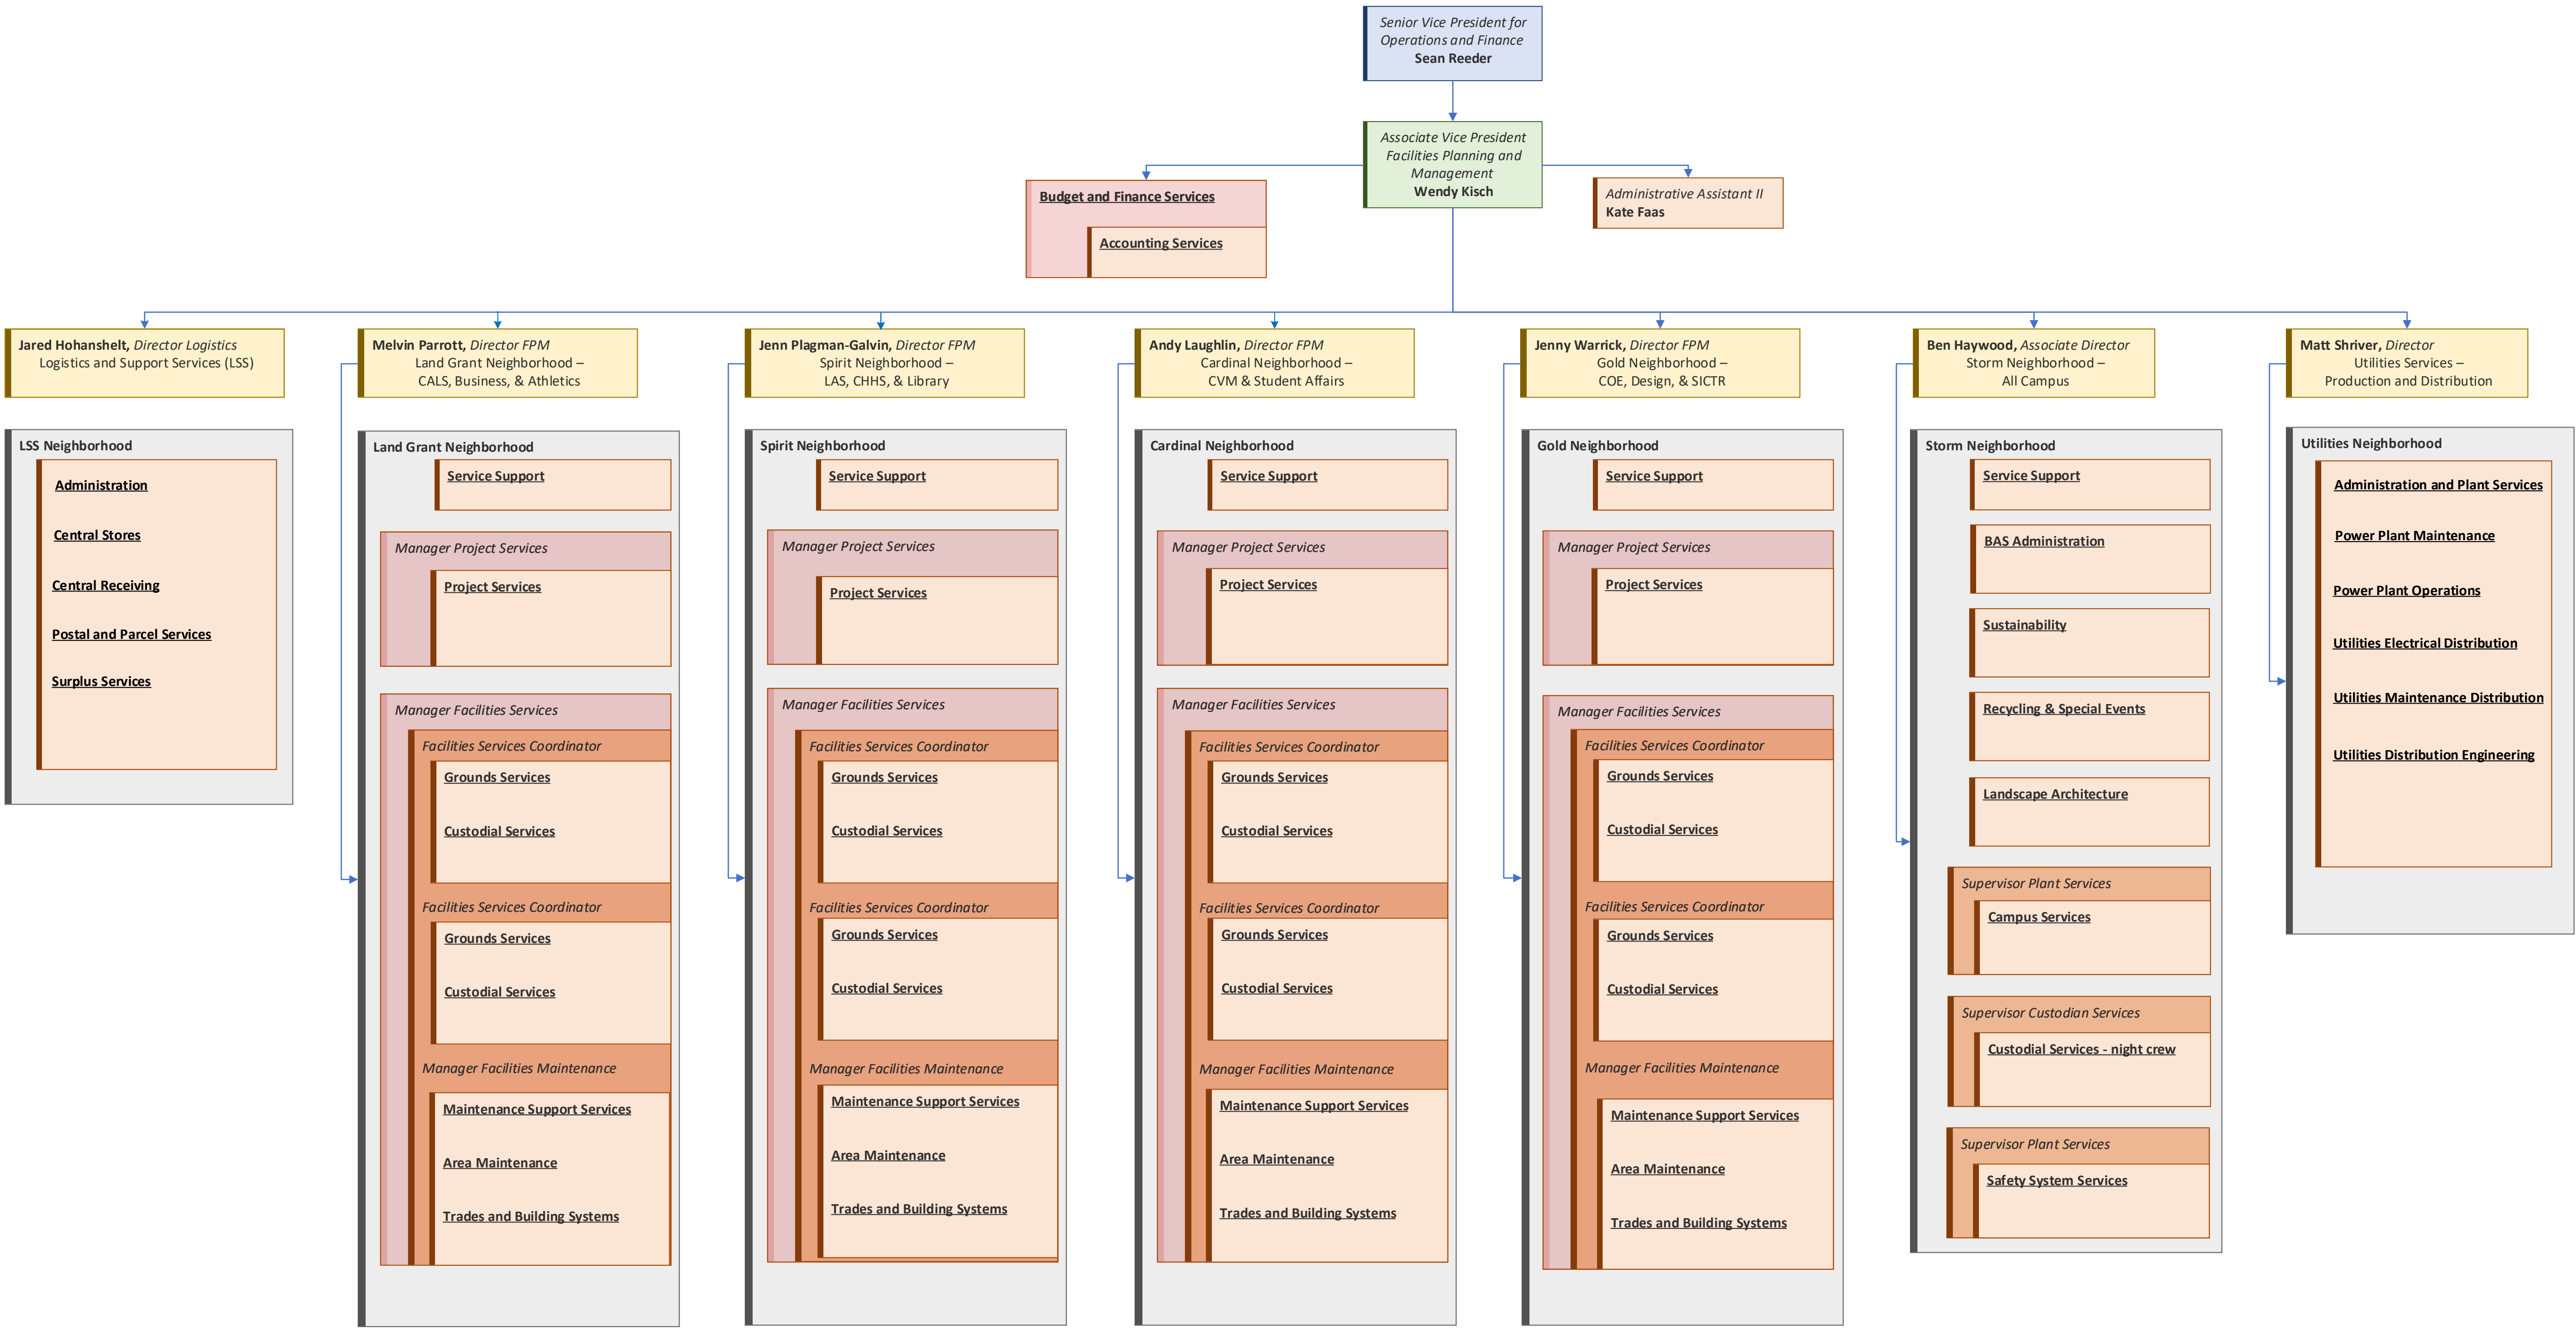 Senior Vice President for
Operations and Finance
Sean Reeder
Associate Vice President
Facilities Planning and
Management
Wendy Kisch
Budget and Finance Services
Accounting Services
Administrative Assistant II
Kate Faas
Jared Hohanshelt, Director Logistics
Logistics and Support Services (LSS)
Melvin Parrott, Director FPM
Land Grant Neighborhood –
CALS, Business, & Athletics
Jenn Plagman-Galvin, Director FPM
Spirit Neighborhood –
LAS, CHHS, & Library
Andy Laughlin, Director FPM
Cardinal Neighborhood –
CVM & Student Affairs
Jenny Warrick, Director FPM
Gold Neighborhood –
COE, Design, & SICTR
Ben Haywood, Associate Director
Storm Neighborhood –
All Campus
Matt Shriver, Director
Utilities Services –
Production and Distribution
LSS Neighborhood
Administration
Central Stores
Central Receiving
Postal and Parcel Services
Surplus Services
Land Grant Neighborhood
Service Support
Manager Project Services
Project Services
Manager Facilities Services
Facilities Services Coordinator
Grounds Services
Custodial Services
Facilities Services Coordinator
Grounds Services
Custodial Services
Manager Facilities Maintenance
Maintenance Support Services
Area Maintenance
Trades and Building Systems
Spirit Neighborhood
Service Support
Manager Project Services
Project Services
Manager Facilities Services
Facilities Services Coordinator
Grounds Services
Custodial Services
Facilities Services Coordinator
Grounds Services
Custodial Services
Manager Facilities Maintenance
Maintenance Support Services
Area Maintenance
Trades and Building Systems
Cardinal Neighborhood
Service Support
Manager Project Services
Project Services
Manager Facilities Services
Facilities Services Coordinator
Grounds Services
Custodial Services
Facilities Services Coordinator
Grounds Services
Custodial Services
Manager Facilities Maintenance
Maintenance Support Services
Area Maintenance
Trades and Building Systems
Gold Neighborhood
Service Support
Manager Project Services
Project Services
Manager Facilities Services
Facilities Services Coordinator
Grounds Services
Custodial Services
Facilities Services Coordinator
Grounds Services
Custodial Services
Manager Facilities Maintenance
Maintenance Support Services
Area Maintenance
Trades and Building Systems
Storm Neighborhood
Service Support
BAS Administration
Sustainability
Recycling & Special Events
Landscape Architecture
Supervisor Plant Services
Campus Services
Supervisor Custodian Services
Custodial Services - night crew
Supervisor Plant Services
Safety System Services
Utilities Neighborhood
Administration and Plant Services
Power Plant Maintenance
Power Plant Operations
Utilities Electrical Distribution
Utilities Maintenance Distribution
Utilities Distribution Engineering